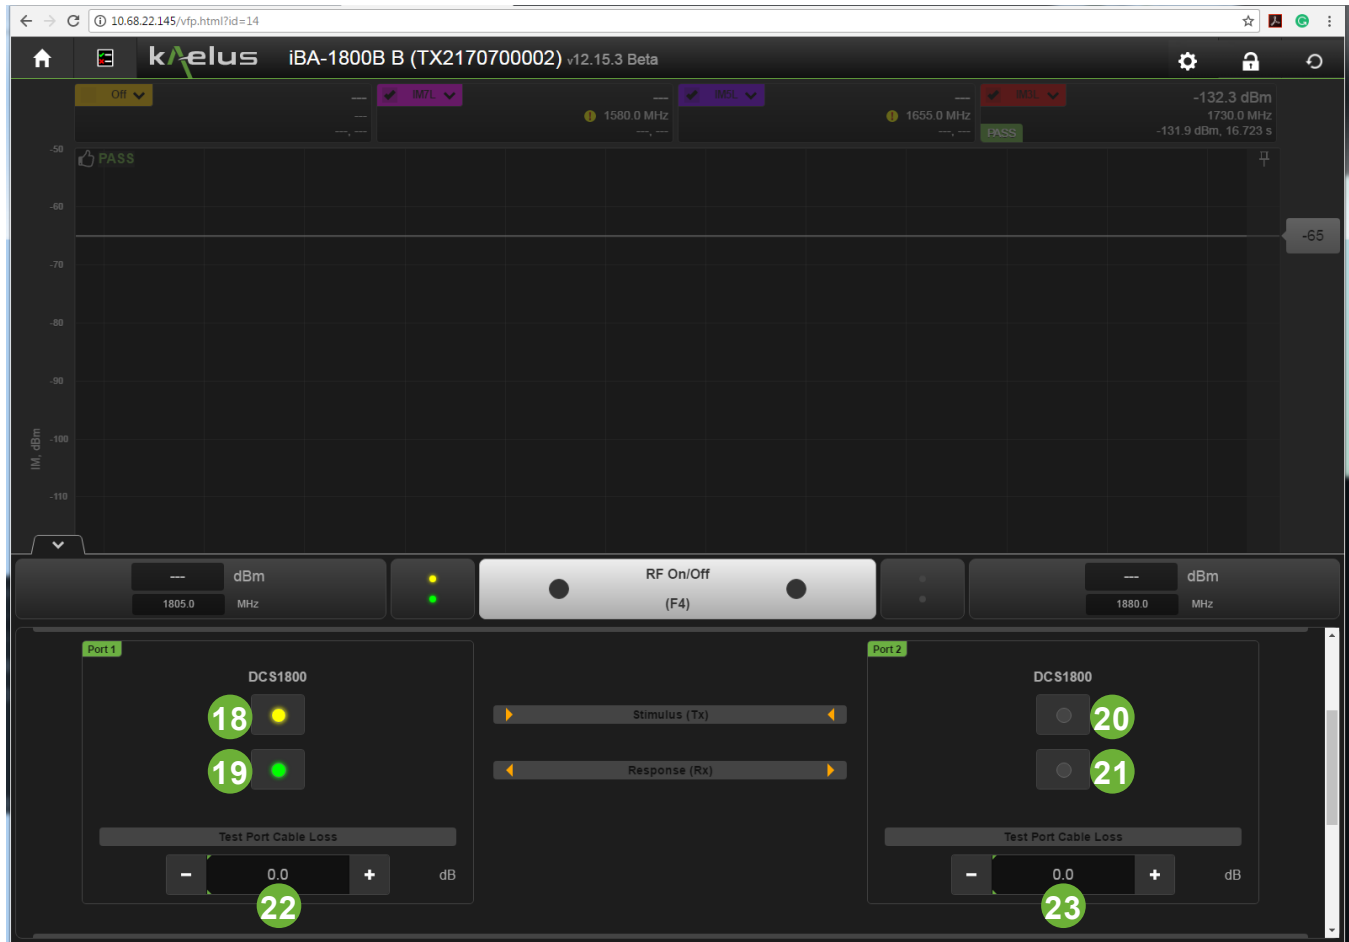 10.68.22.145/vfp.html?id=14
kaelus iBA-1800B B (TX2170700002) v12.15.3 Beta
Off --- IM7L --- IM5L --- IM3L -132.3 dBm
--- 1580.0 MHz 1655.0 MHz 1730.0 MHz
---, --- ---, --- ---, --- PASS -131.9 dBm, 16.723 s
-50 PASS
-60
-65
-70
-80
-90
IM, dBm
-100
-110
--- dBm RF On/Off --- dBm
1805.0 MHz (F4) 1880.0 MHz
Port 1 Port 2
DCS1800 DCS1800
18 Stimulus (Tx) 20
19 Response (Rx) 21
Test Port Cable Loss Test Port Cable Loss
- 0.0 + dB - 0.0 + dB
22 23